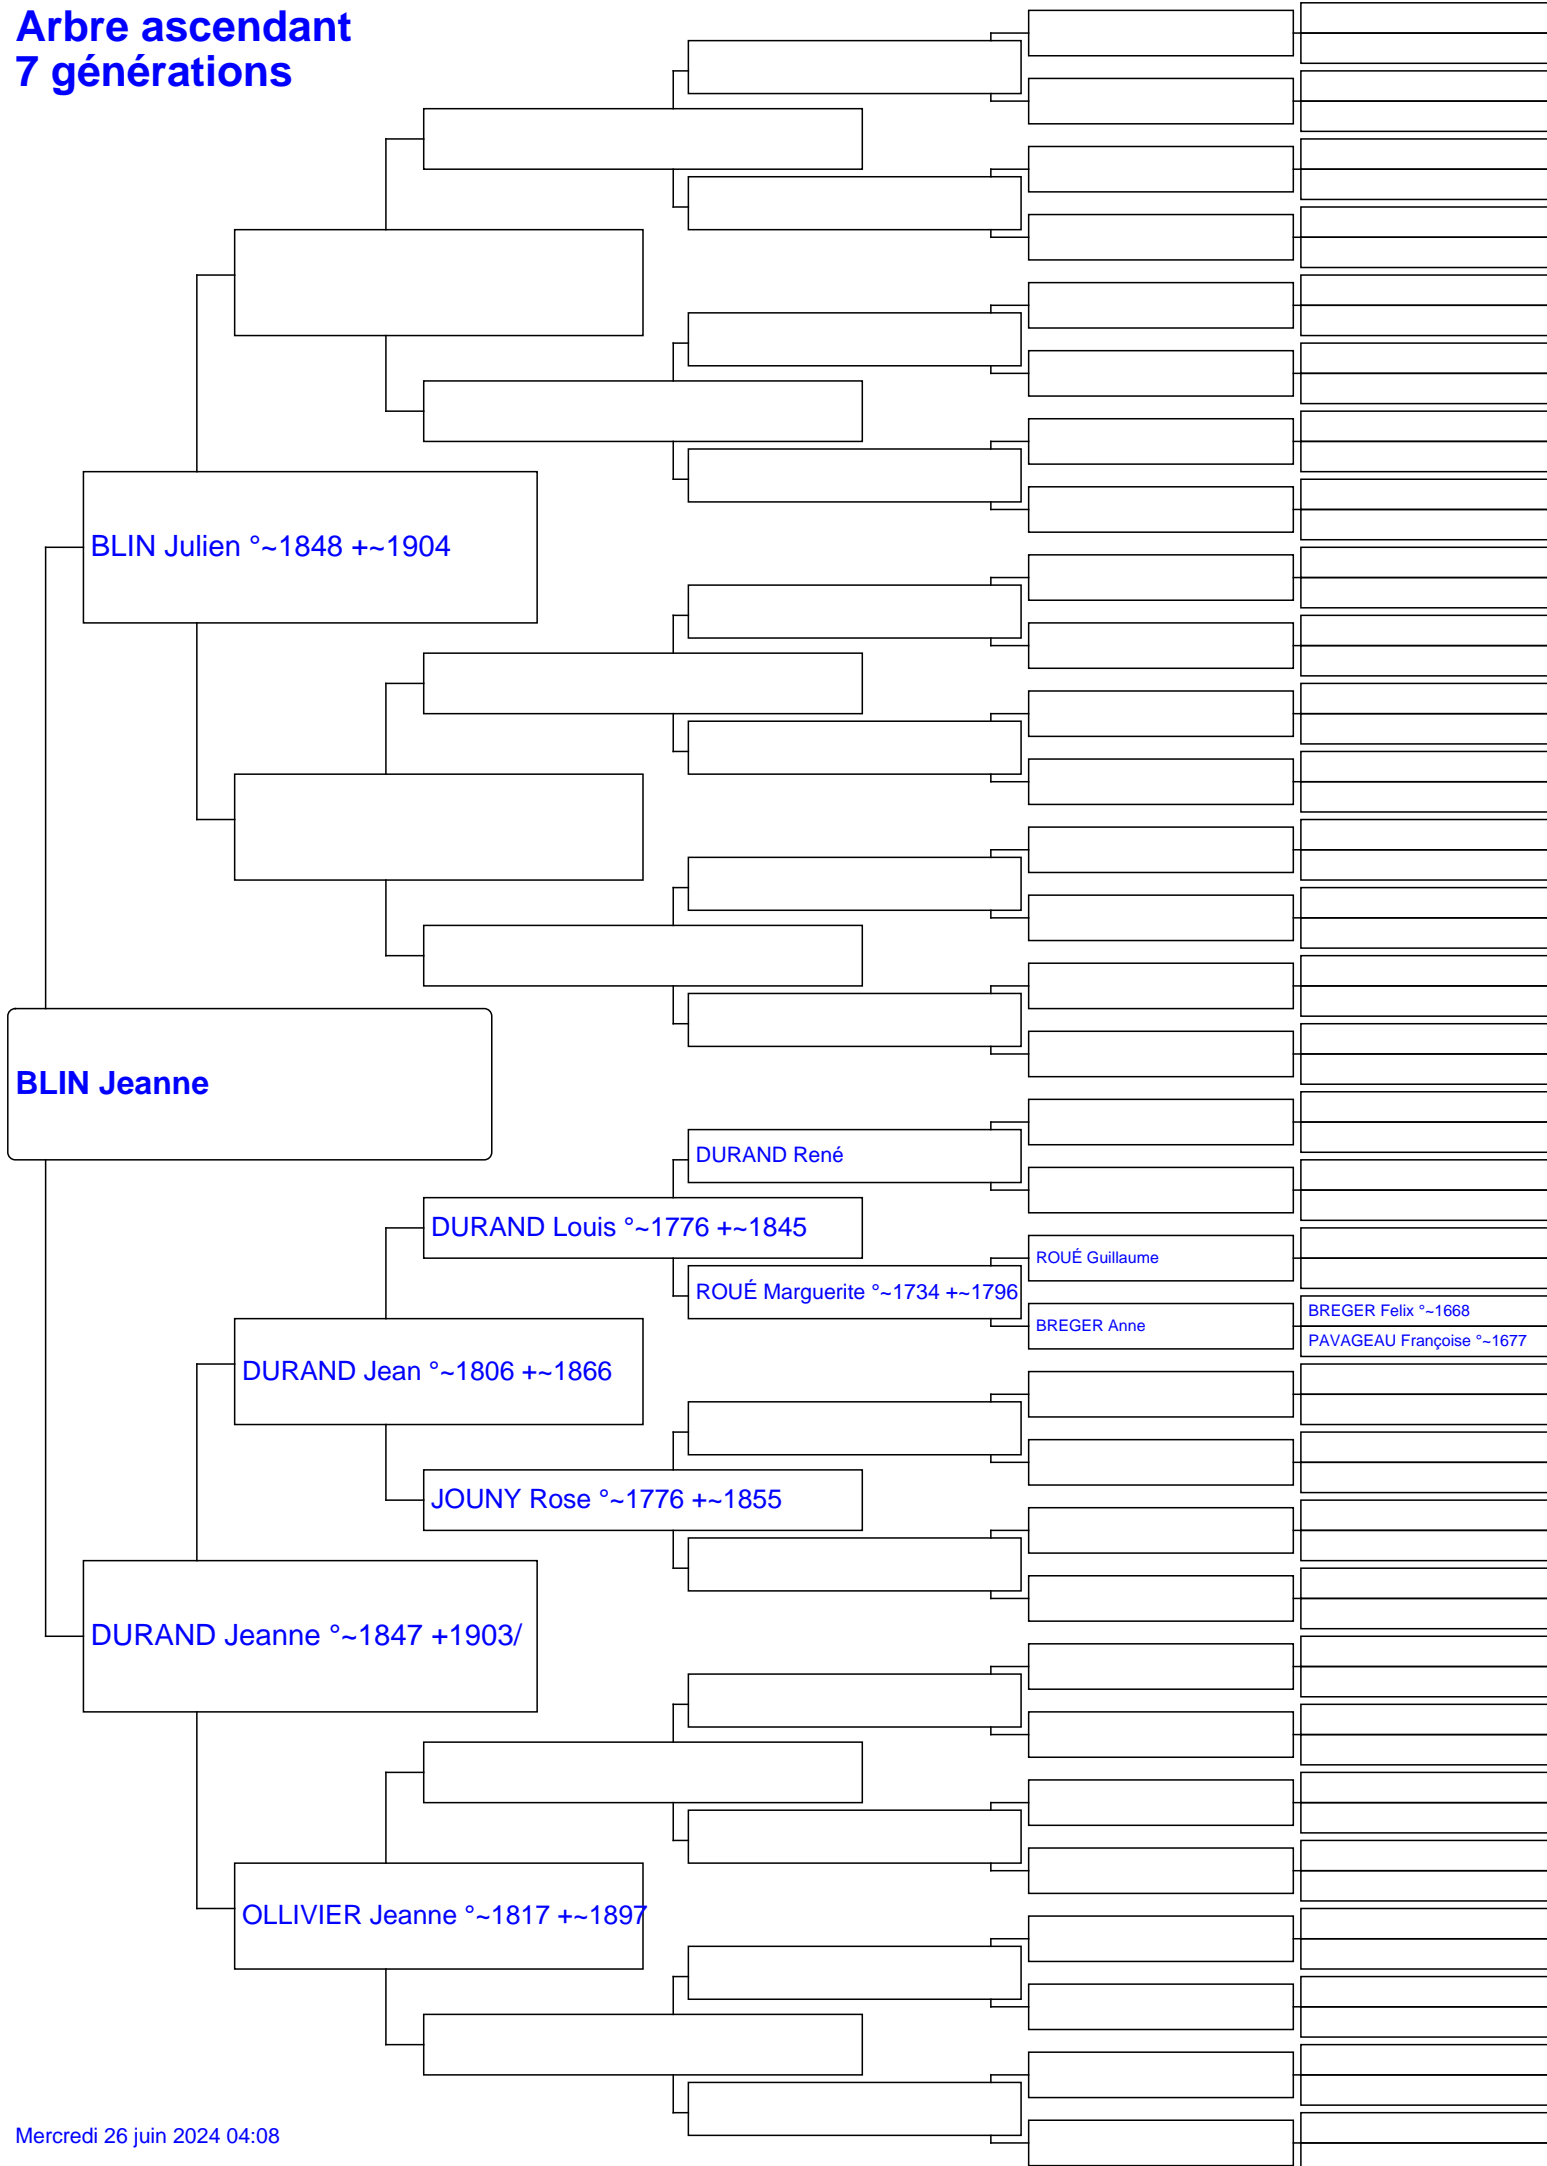 Arbre ascendant
7 générations
BLIN Julien °~1848 +~1904
BLIN Jeanne
DURAND René
DURAND Louis °~1776 +~1845
ROUÉ Guillaume
ROUÉ Marguerite °~1734 +~1796
BREGER Felix °~1668
BREGER Anne
PAVAGEAU Françoise °~1677
DURAND Jean °~1806 +~1866
JOUNY Rose °~1776 +~1855
DURAND Jeanne °~1847 +1903/
OLLIVIER Jeanne °~1817 +~1897
Mercredi 26 juin 2024 04:08